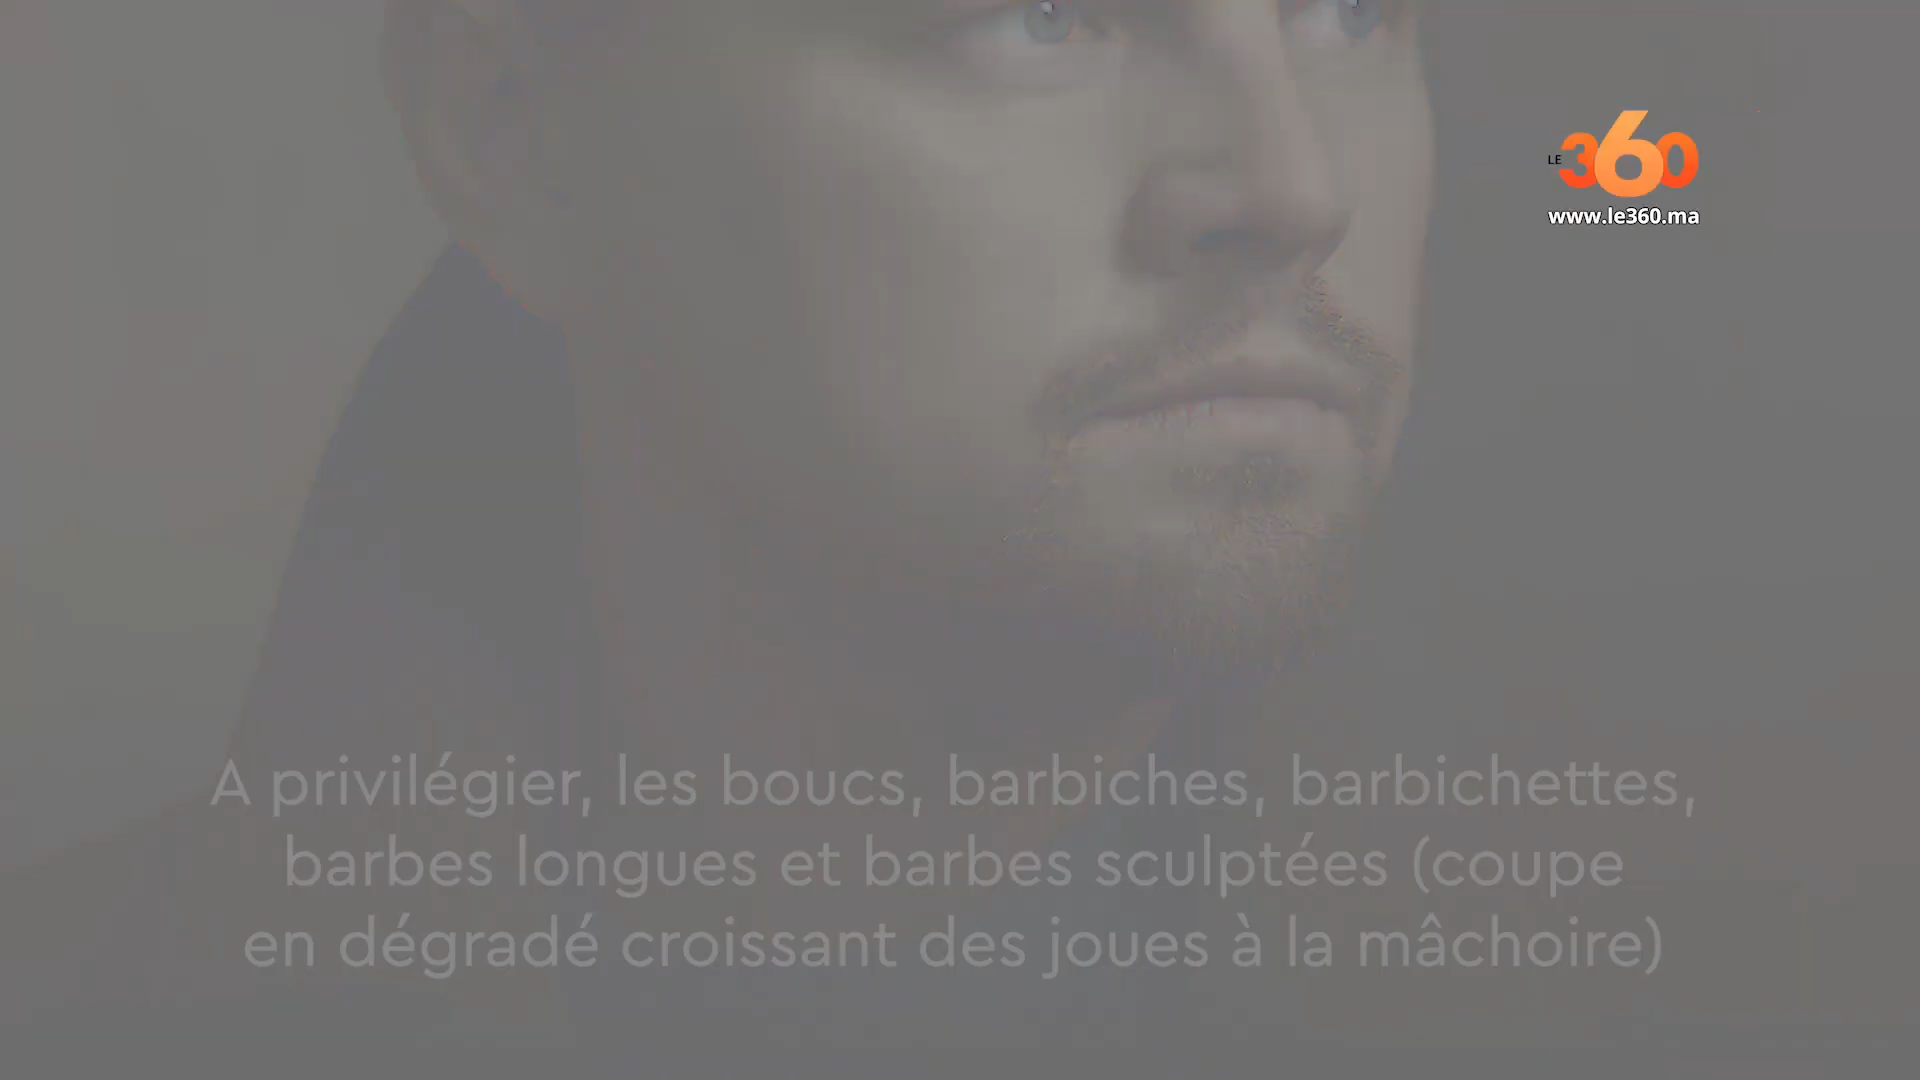 LE 360
www.le360.ma
A privilégier, les boucs, barbiches, barbichettes,
barbes longues et barbes sculptées (coupe
en dégradé croissant des joues à la mâchoire)